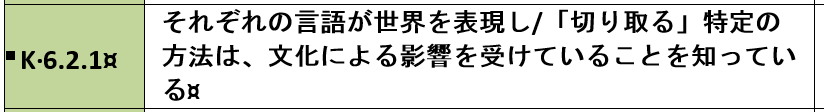 ▪K·6.2.1¤
それぞれの言語が世界を表現し/「切り取る」特定の
方法は、文化による影響を受けていることを知ってい
る¤